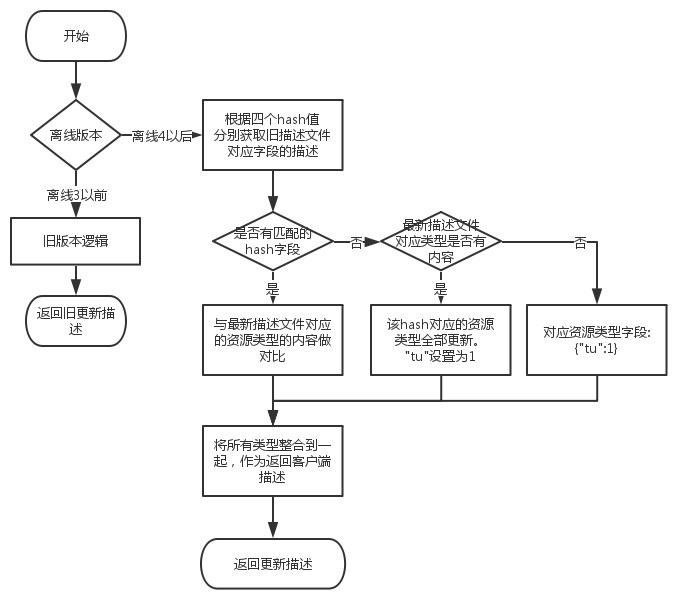 开始
离线版本
离线4以后
根据四个hash值
分别获取旧描述文件
对应字段的描述
离线3以前
旧版本逻辑
返回旧更新描
述
是否有匹配的
hash字段
否
最新描述文件
对应类型是否有
内容
否
是
是
与最新描述文件对应
的资源类型的内容做
对比
该hash对应的资源
类型全部更新。
"tu"设置为1
对应资源类型字段:
{"tu":1}
将所有类型整合到一
起，作为返回客户端
描述
返回更新描述